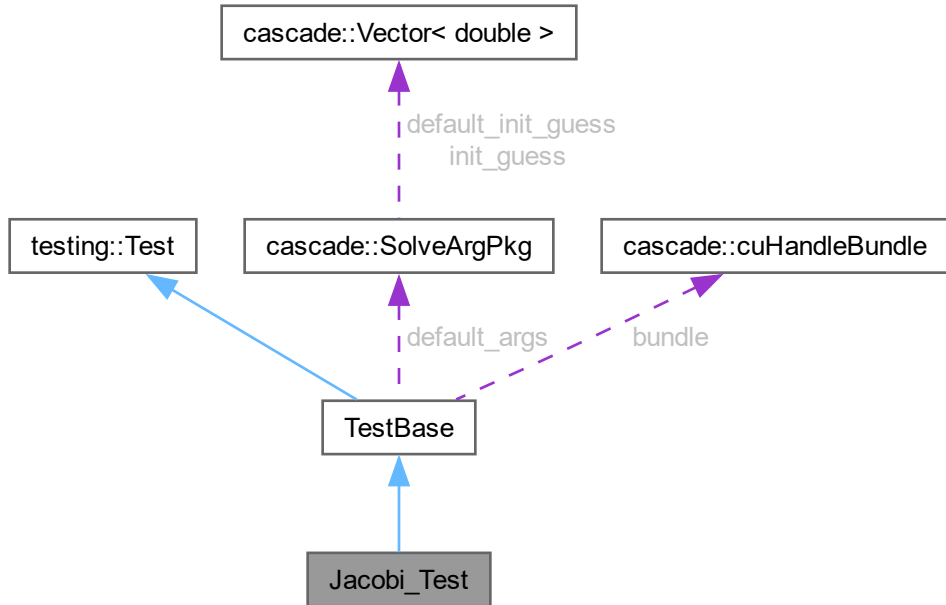 cascade::Vector< double >
default_init_guess
init_guess
testing::Test
cascade::SolveArgPkg
cascade::cuHandleBundle
default_args
bundle
TestBase
Jacobi_Test